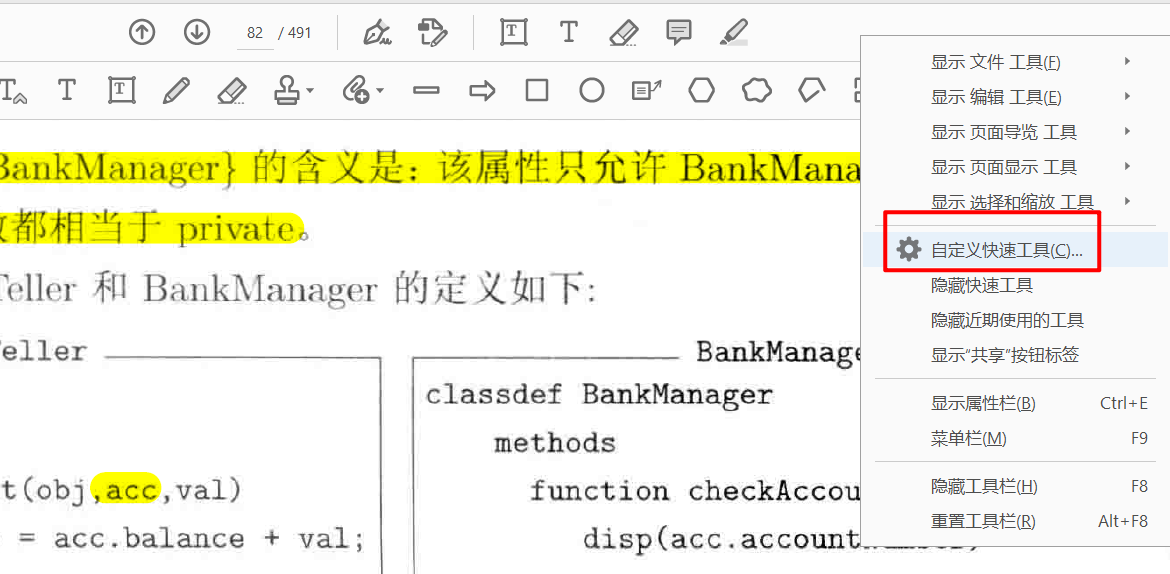 82 / 491
显示 文件 工具(F)
显示 编辑 工具(E)
显示 页面导览 工具
显示 页面显示 工具
显示 选择和缩放 工具
自定义快速工具(C)...
隐藏快速工具
隐藏近期使用的工具
显示“共享”按钮标签
显示属性栏(B) Ctrl+E
菜单栏(M) F9
隐藏工具栏(H) F8
重置工具栏(R) Alt+F8
BankManager} 的含义是：该属性只允许 BankMana
都相当于 private。
Teller 和 BankManager 的定义如下:
eller
t(obj,acc,val)
= acc.balance + val;
BankManage
classdef BankManager
methods
function checkAccou
disp(acc.account